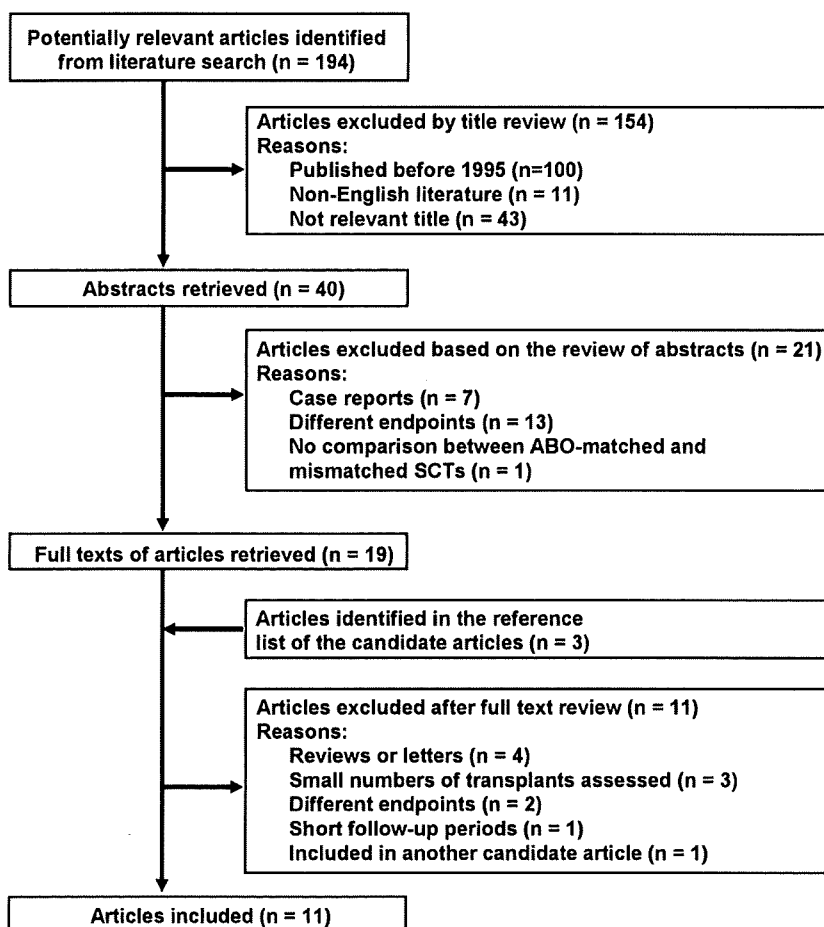 Potentially relevant articles identified
from literature search (n = 194)
Articles excluded by title review (n = 154)
Reasons:
Published before 1995 (n=100)
Non-English literature (n = 11)
Not relevant title (n = 43)
Abstracts retrieved (n = 40)
Articles excluded based on the review of abstracts (n = 21)
Reasons:
Case reports (n = 7)
Different endpoints (n = 13)
No comparison between ABO-matched and
mismatched SCTs (n = 1)
Full texts of articles retrieved (n = 19)
Articles identified in the reference
list of the candidate articles (n = 3)
Articles excluded after full text review (n = 11)
Reasons:
Reviews or letters (n = 4)
Small numbers of transplants assessed (n = 3)
Different endpoints (n = 2)
Short follow-up periods (n = 1)
Included in another candidate article (n = 1)
Articles included (n = 11)